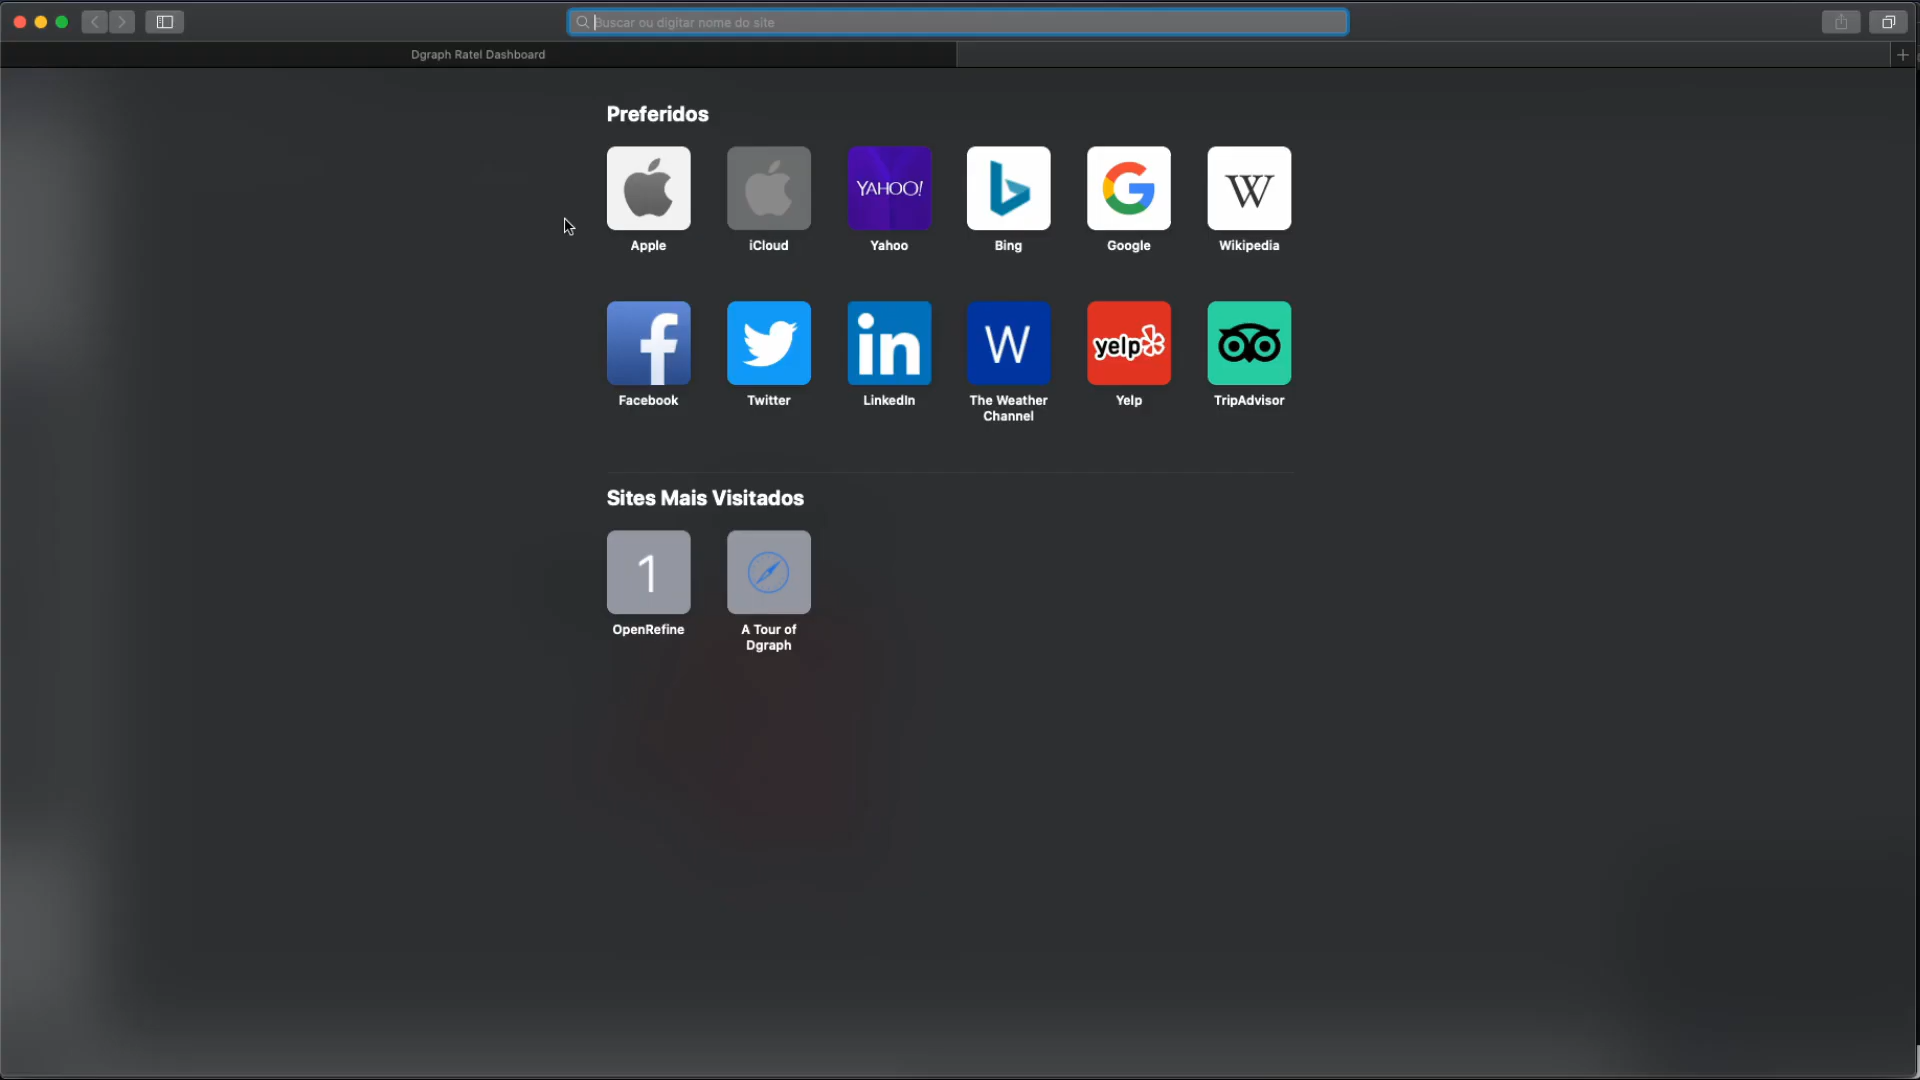 Buscar ou digitar nome do site
Dgraph Ratel Dashboard
Preferidos
YAHOO!
W
Apple
iCloud
Yahoo
Bing
Google
Wikipedia
in
W
yelp
Facebook
Twitter
LinkedIn
The Weather
Channel
Yelp
TripAdvisor
Sites Mais Visitados
1
OpenRefine
A Tour of
Dgraph